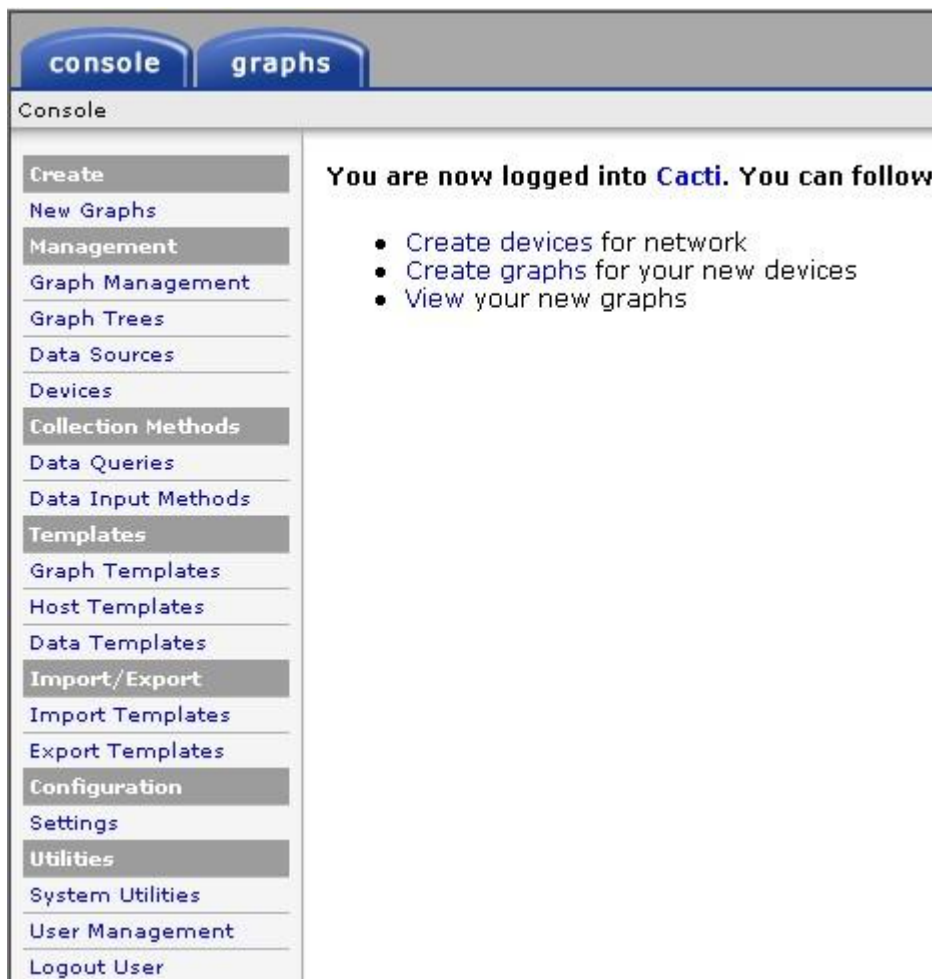 console graphs
Console
Create
New Graphs
Management
Graph Management
Graph Trees
Data Sources
Devices
Collection Methods
Data Queries
Data Input Methods
Templates
Graph Templates
Host Templates
Data Templates
Import/Export
Import Templates
Export Templates
Configuration
Settings
Utilities
System Utilities
User Management
Logout User
You are now logged into Cacti. You can follow
• Create devices for network
• Create graphs for your new devices
• View your new graphs